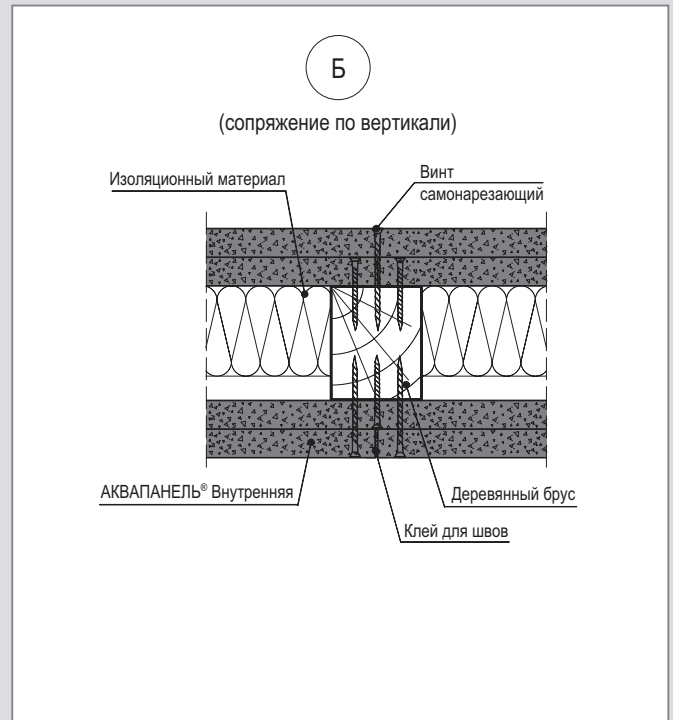 Б
(сопряжение по вертикали)
Изоляционный материал
Винт
самонарезающий
АКВАПАНЕЛЬ® Внутренняя
Деревянный брус
Клей для швов